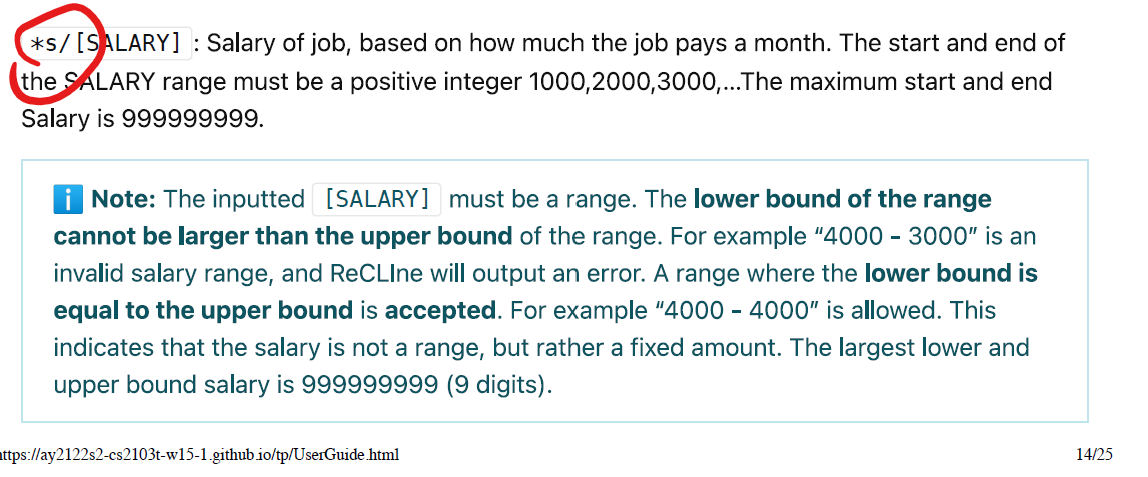 *s/[SALARY] : Salary of job, based on how much the job pays a month. The start and end of
the SALARY range must be a positive integer 1000,2000,3000,...The maximum start and end
Salary is 999999999.
Note: The inputted [SALARY] must be a range. The lower bound of the range
cannot be larger than the upper bound of the range. For example “4000 - 3000” is an
invalid salary range, and ReCLIne will output an error. A range where the lower bound is
equal to the upper bound is accepted. For example “4000 - 4000” is allowed. This
indicates that the salary is not a range, but rather a fixed amount. The largest lower and
upper bound salary is 999999999 (9 digits).
ttps://ay2122s2-cs2103t-w15-1.github.io/tp/UserGuide.html 14/25